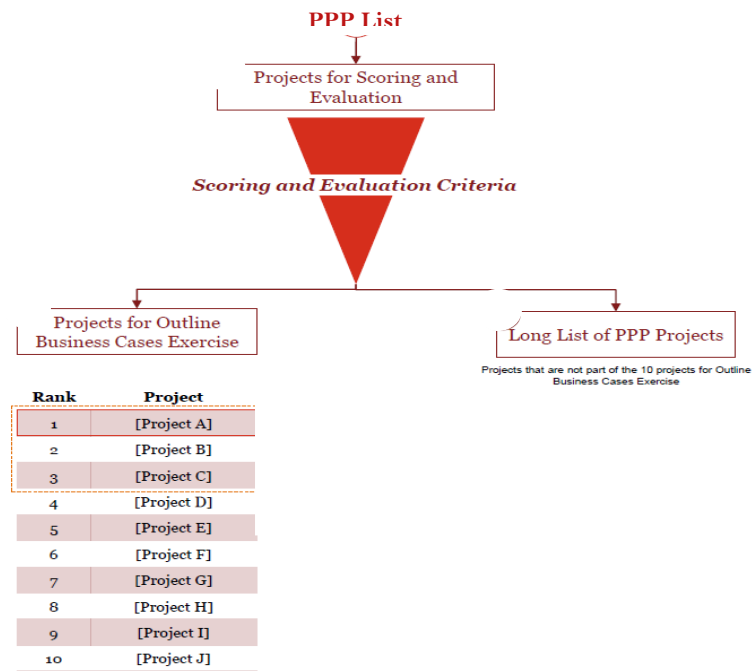 PPP List
Projects for Scoring and
Evaluation
Scoring and Evaluation Criteria
Projects for Outline
Business Cases Exercise
Long List of PPP Projects
Projects that are not part of the 10 projects for Outline
Business Cases Exercise
Rank Project
1 [Project A]
2 [Project B]
3 [Project C]
4 [Project D]
5 [Project E]
6 [Project F]
7 [Project G]
8 [Project H]
9 [Project I]
10 [Project J]